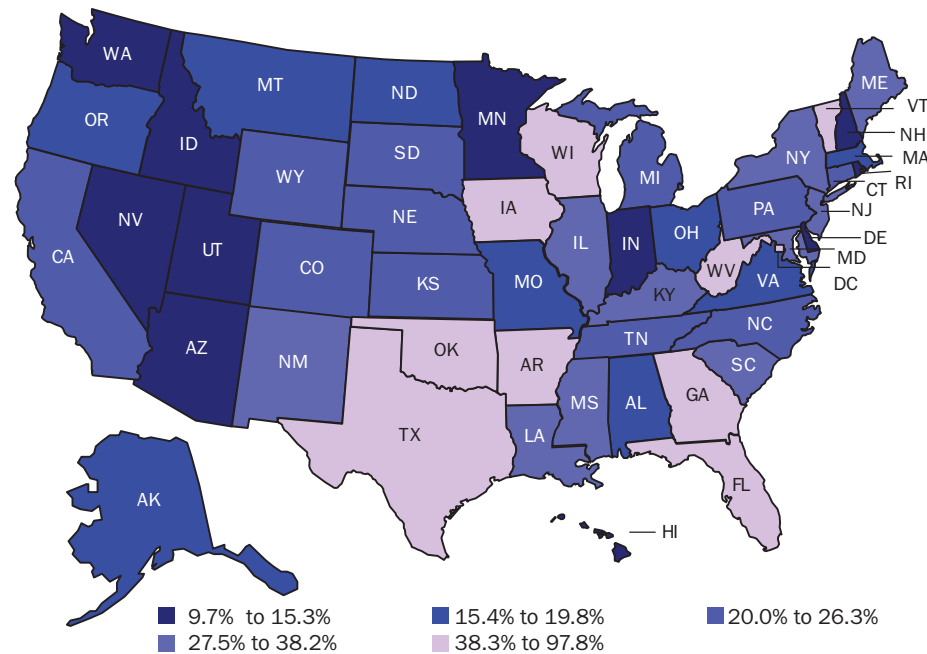 WA
MT
ND
MN
ME
VT
NH
MA
RI
CT
OR
ID
WY
SD
WI
MI
NY
PA
NJ
NV
UT
CO
NE
IA
IL
IN
OH
WV
VA
DE
MD
DC
CA
AZ
NM
KS
MO
KY
TN
NC
SC
OK
AR
MS
AL
GA
TX
LA
FL
AK
HI
9.7% to 15.3%
15.4% to 19.8%
20.0% to 26.3%
27.5% to 38.2%
38.3% to 97.8%